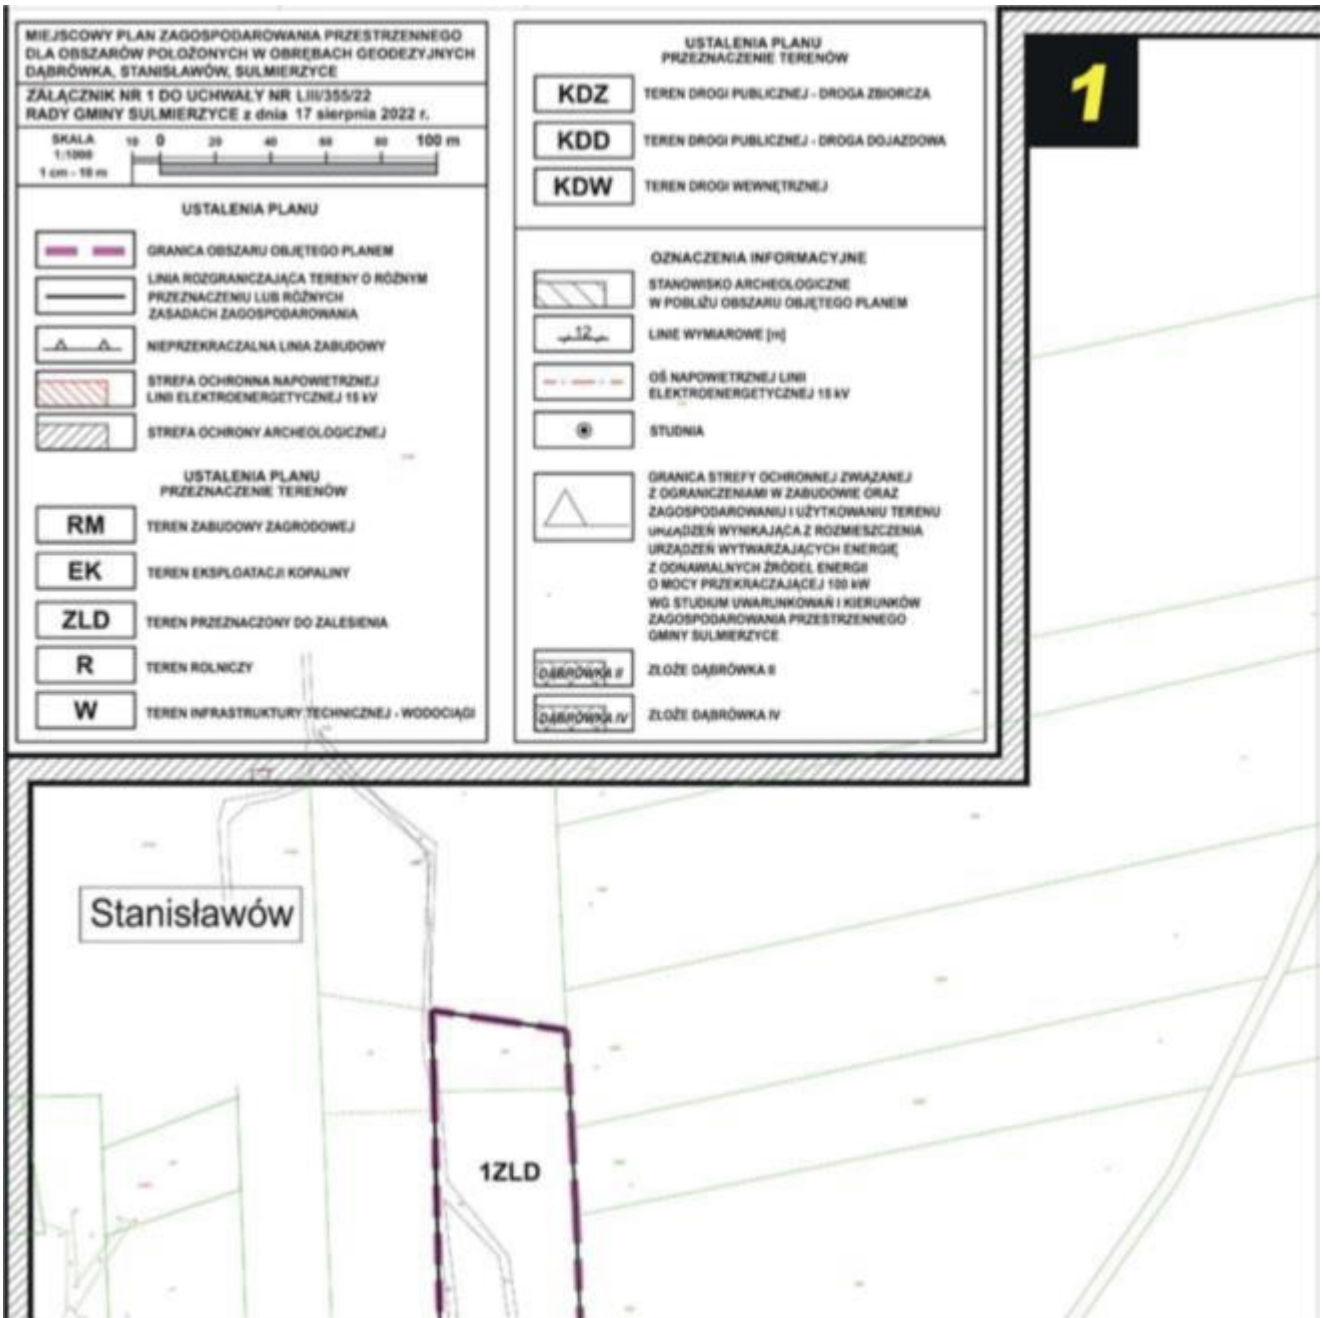 MIEJSCOWY PLAN ZAGOSPODAROWANIA PRZESTRZENNEGO
DLA OBSZARÓW POŁOŻONYCH W OBRĘBACH GEODEZYJNYCH
DĄBRÓWKA, STANISŁAWÓW, SULMIERZYCE
ZAŁĄCZNIK NR 1 DO UCHWAŁY NR LIII/355/22
RADY GMINY SULMIERZYCE z dnia 17 sierpnia 2022 r.
SKALA
1:1000
1 cm - 10 m
10 0 20 40 60 80 100 m
USTALENIA PLANU
GRANICA OBSZARU OBJĘTEGO PLANEM
LINIA ROZGRANICZAJĄCA TERENY O RÓŻNYM
PRZEZNACZENIU LUB RÓŻNYCH
ZASADACH ZAGOSPODAROWANIA
NIEPRZEKRACZALNA LINIA ZABUDOWY
STREFA OCHRONNA NAPOWIETRZNEJ
LINII ELEKTROENERGETYCZNEJ 15 kV
STREFA OCHRONY ARCHEOLOGICZNEJ
USTALENIA PLANU
PRZEZNACZENIE TERENÓW
RM TEREN ZABUDOWY ZAGRODOWEJ
EK TEREN EKSPLOATACJI KOPALINY
ZLD TEREN PRZEZNACZONY DO ZALESIENIA
R TEREN ROLNICZY
W TEREN INFRASTRUKTURY TECHNICZNEJ - WODOCIĄGI
USTALENIA PLANU
PRZEZNACZENIE TERENÓW
KDZ TEREN DROGI PUBLICZNEJ - DROGA ZBIORCZA
KDD TEREN DROGI PUBLICZNEJ - DROGA DOJAZDOWA
KDW TEREN DROGI WEWNĘTRZNEJ
OZNACZENIA INFORMACYJNE
STANOWISKO ARCHEOLOGICZNE
W POBLIŻU OBSZARU OBJĘTEGO PLANEM
12 LINIE WYMIAROWE [m]
OŚ NAPOWIETRZNEJ LINII
ELEKTROENERGETYCZNEJ 15 kV
STUDNIA
GRANICA STREFY OCHRONNEJ ZWIĄZANEJ
Z OGRANICZENIAMI W ZABUDOWIE ORAZ
ZAGOSPODAROWANIU I UŻYTKOWANIU TERENU
URZĄDZEŃ WYNIKAJĄCA Z ROZMIESZCZENIA
URZĄDZEŃ WYTWARZAJĄCYCH ENERGIĘ
Z ODNAWIALNYCH ŹRÓDEŁ ENERGII
O MOCY PRZEKRACZAJĄCEJ 100 kW
WG STUDIUM UWARUNKOWAŃ I KIERUNKÓW
ZAGOSPODAROWANIA PRZESTRZENNEGO
GMINY SULMIERZYCE
DĄBRÓWKA II ZŁOŻE DĄBRÓWKA II
DĄBRÓWKA IV ZŁOŻE DĄBRÓWKA IV
1
Stanisławów
1ZLD